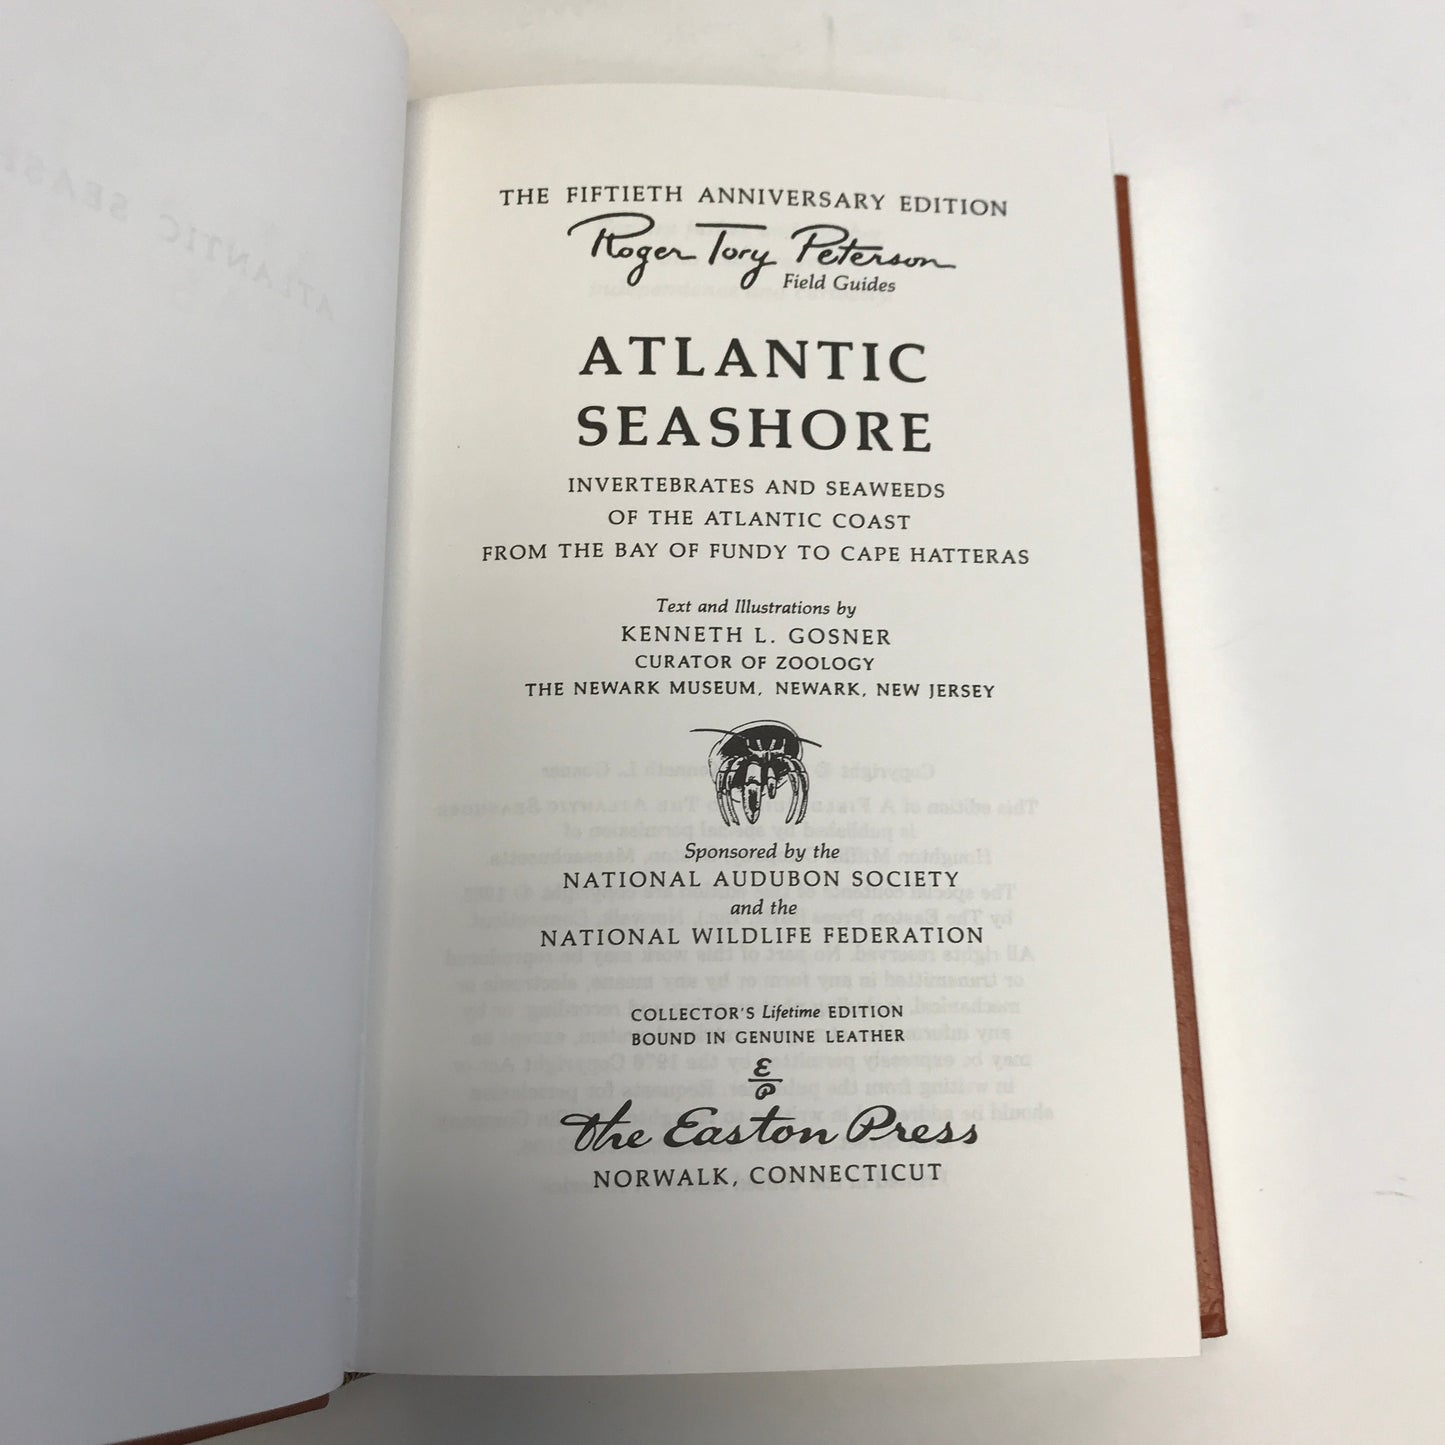 THE FIFTIETH ANNIVERSARY EDITION
Roger Tory Peterson
Field Guides
ATLANTIC
SEASHORE
INVERTEBRATES AND SEAWEEDS
OF THE ATLANTIC COAST
FROM THE BAY OF FUNDY TO CAPE HATTERAS
Text and Illustrations by
KENNETH L. GOSNER
CURATOR OF ZOOLOGY
THE NEWARK MUSEUM, NEWARK, NEW JERSEY
Sponsored by the
NATIONAL AUDUBON SOCIETY
and the
NATIONAL WILDLIFE FEDERATION
COLLECTOR'S Lifetime EDITION
BOUND IN GENUINE LEATHER
E
P
The Easton Press
NORWALK, CONNECTICUT